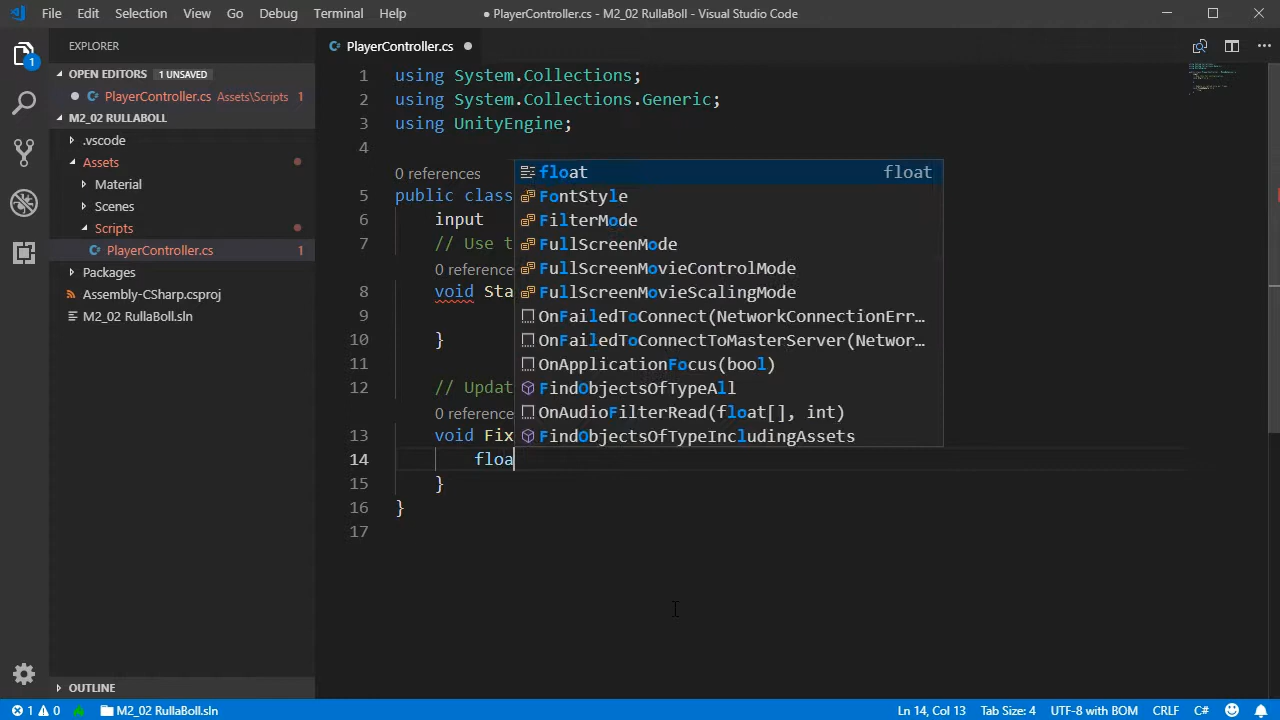 File Edit Selection View Go Debug Terminal Help ● PlayerController.cs - M2_02 RullaBoll - Visual Studio Code
EXPLORER
PlayerController.cs ●
OPEN EDITORS 1 UNSAVED
● PlayerController.cs Assets\Scripts 1
M2_02 RULLABOLL
.vscode
Assets
Material
Scenes
Scripts
PlayerController.cs 1
Packages
Assembly-CSharp.csproj
M2_02 RullaBoll.sln
OUTLINE
1
1 using System.Collections;
2 using System.Collections.Generic;
3 using UnityEngine;
4
0 references
5 public class
6 input
7 // Use t
0 reference
8 void Sta
9
10 }
11
12 // Updat
0 reference
13 void Fix
14 floa
15 }
16 }
17
float float
FontStyle
FilterMode
FullScreenMode
FullScreenMovieControlMode
FullScreenMovieScalingMode
OnFailedToConnect(NetworkConnectionErr...
OnFailedToConnectToMasterServer(Networ...
OnApplicationFocus(bool)
FindObjectsOfTypeAll
OnAudioFilterRead(float[], int)
FindObjectsOfTypeIncludingAssets
1 0 M2_02 RullaBoll.sln Ln 14, Col 13 Tab Size: 4 UTF-8 with BOM CRLF C#